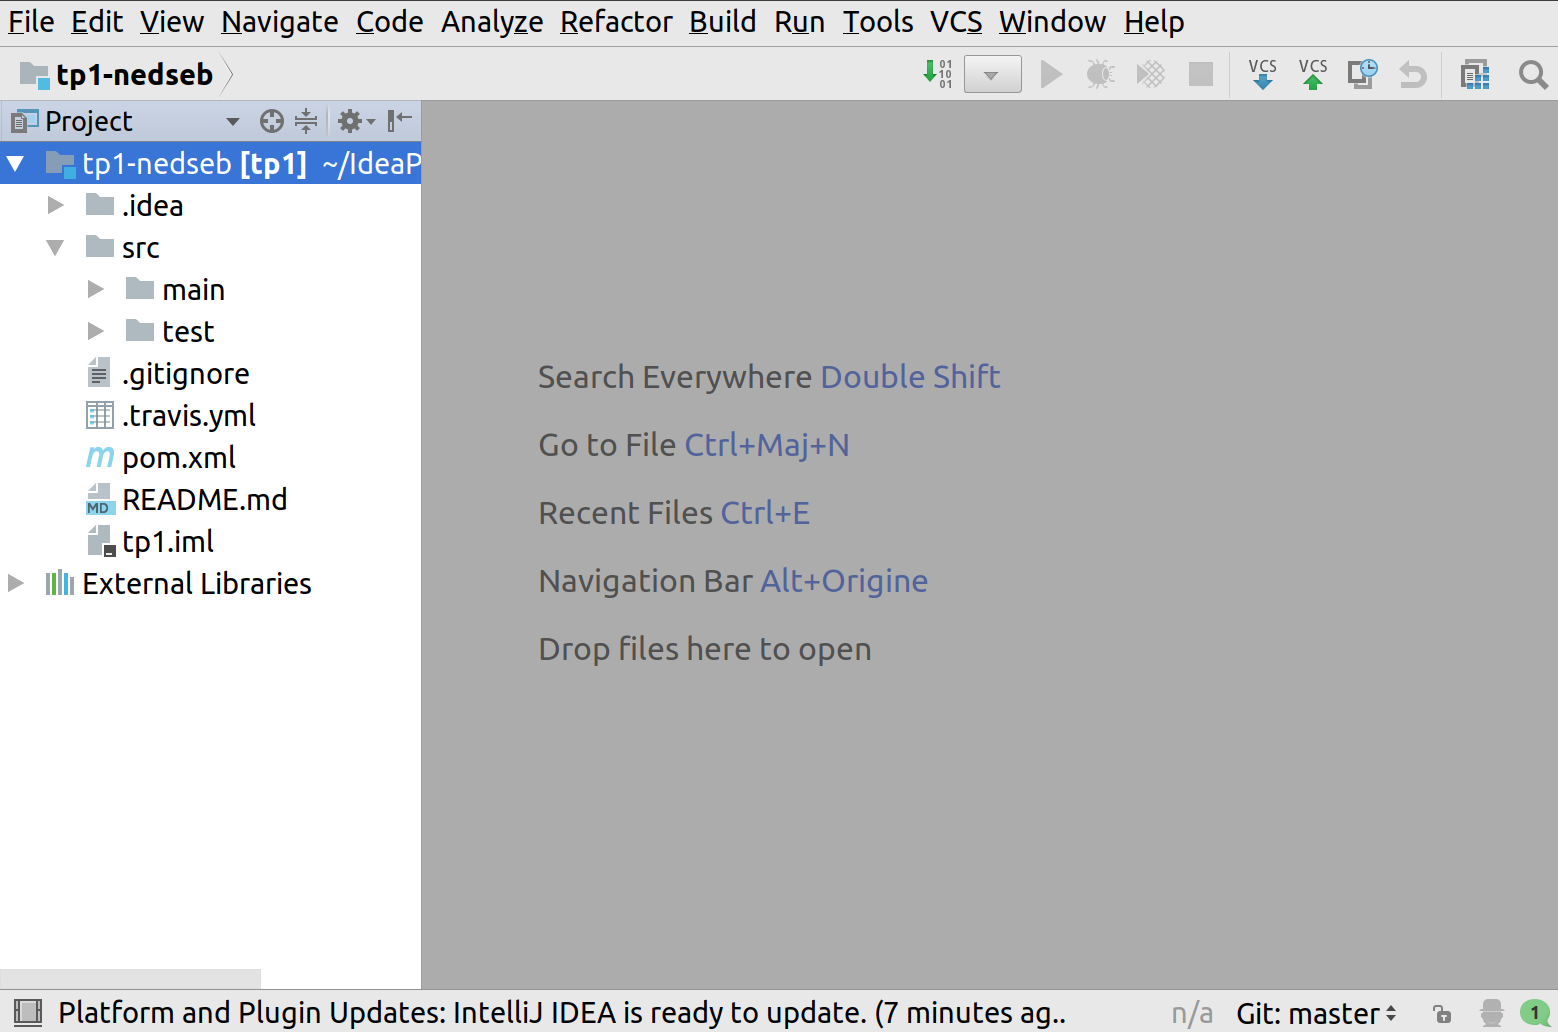 File Edit View Navigate Code Analyze Refactor Build Run Tools VCS Window Help
tp1-nedseb
01
10
01
VCS VCS
Project
tp1-nedseb [tp1] ~/IdeaP
.idea
src
main
test
.gitignore
.travis.yml
m pom.xml
MD README.md
tp1.iml
External Libraries
Search Everywhere Double Shift
Go to File Ctrl+Maj+N
Recent Files Ctrl+E
Navigation Bar Alt+Origine
Drop files here to open
Platform and Plugin Updates: IntelliJ IDEA is ready to update. (7 minutes ag.. n/a Git: master 1